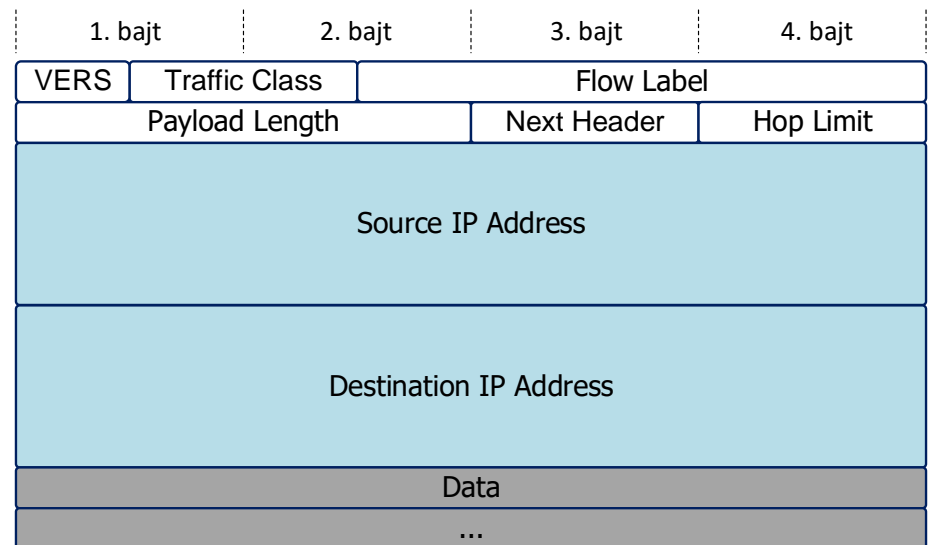 1. bajt 2. bajt 3. bajt 4. bajt
VERS Traffic Class Flow Label
Payload Length Next Header Hop Limit
Source IP Address
Destination IP Address
Data
...